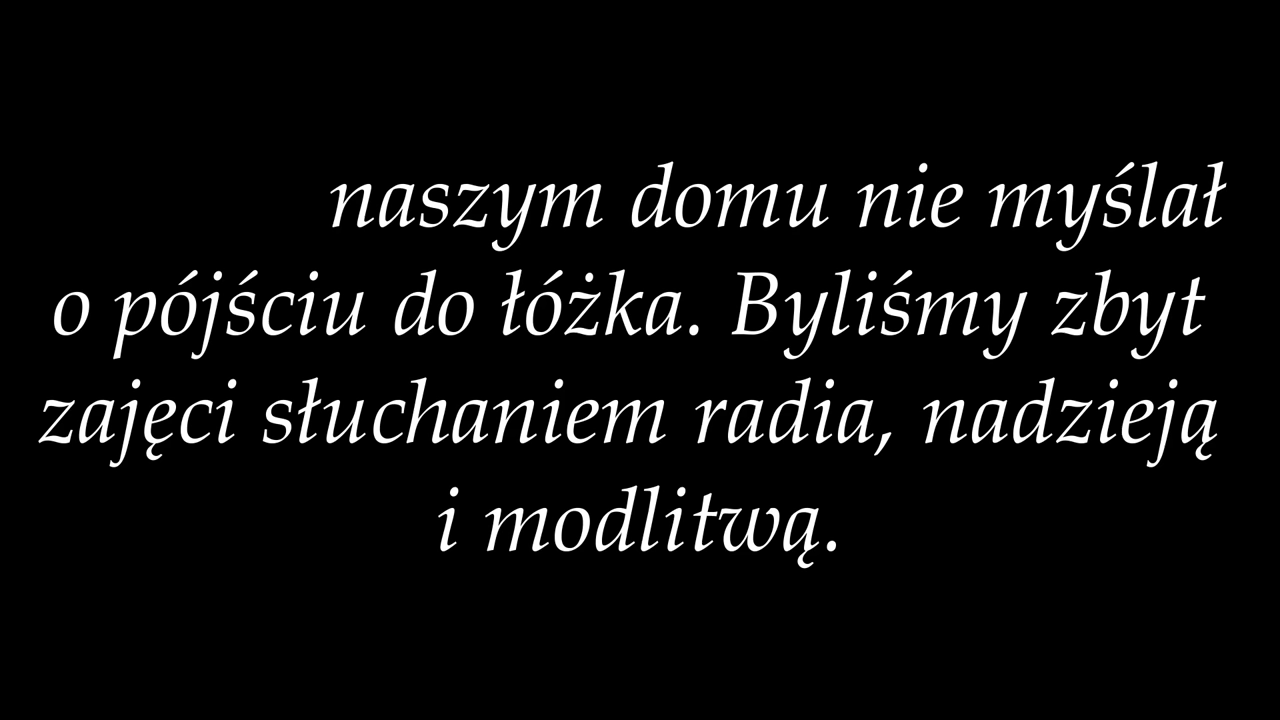 naszym domu nie myślał
o pójściu do łóżka. Byliśmy zbyt
zajęci słuchaniem radia, nadzieją
i modlitwą.